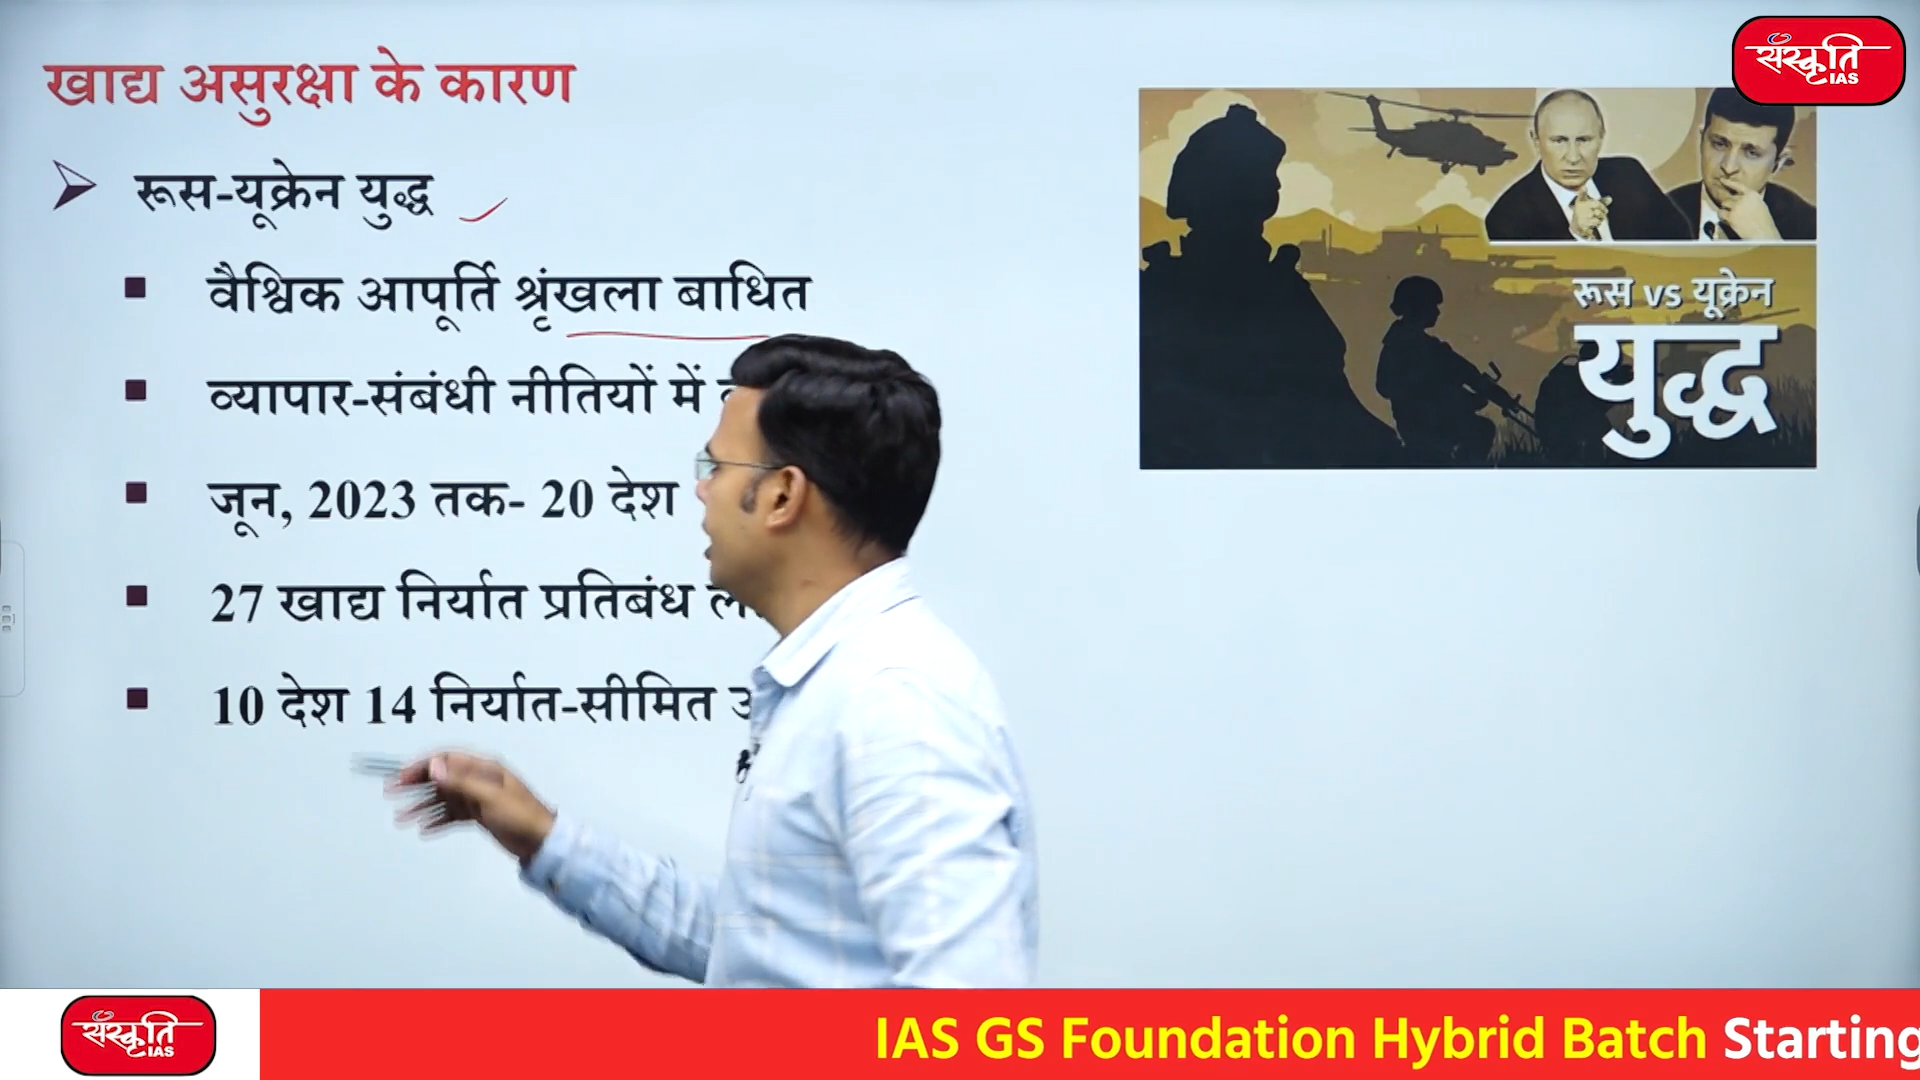 खाद्य असुरक्षा के कारण
संस्कृति
IAS
रूस-यूक्रेन युद्ध
वैश्विक आपूर्ति श्रृंखला बाधित
रूस vs यूक्रेन
युद्ध
व्यापार-संबंधी नीतियों में
जून, 2023 तक- 20 देश
27 खाद्य निर्यात प्रतिबंध
10 देश 14 निर्यात-सीमित
संस्कृति
IAS
IAS GS Foundation Hybrid Batch Starting